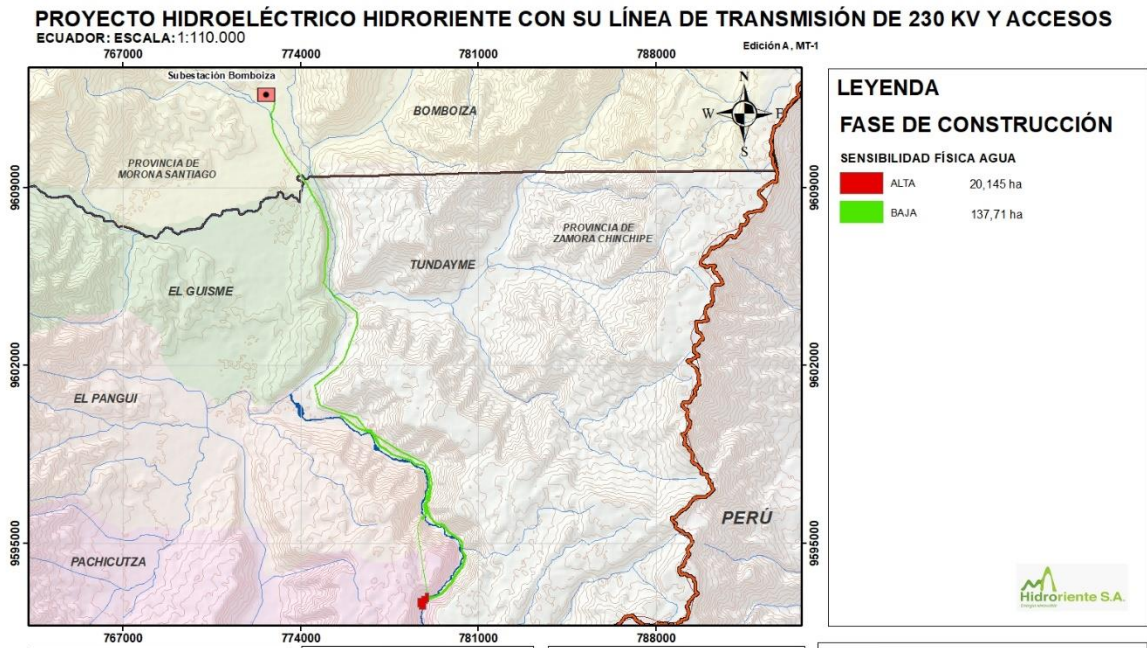 PROYECTO HIDROELÉCTRICO HIDRORIENTE CON SU LÍNEA DE TRANSMISIÓN DE 230 KV Y ACCESOS
ECUADOR: ESCALA: 1:110.000
Edición A, MT-1
767000 774000 781000 788000
Subestación Bomboiza
BOMBOIZA
N
W E
S
PROVINCIA DE
MORONA SANTIAGO
9609000 9609000
PROVINCIA DE
ZAMORA CHINCHIPE
TUNDAYME
EL GUISME
9602000 9602000
EL PANGUI
PERÚ
9595000 9595000
PACHICUTZA
767000 774000 781000 788000
LEYENDA
FASE DE CONSTRUCCIÓN
SENSIBILIDAD FÍSICA AGUA
ALTA 20,145 ha
BAJA 137,71 ha
Hidroriente S.A.